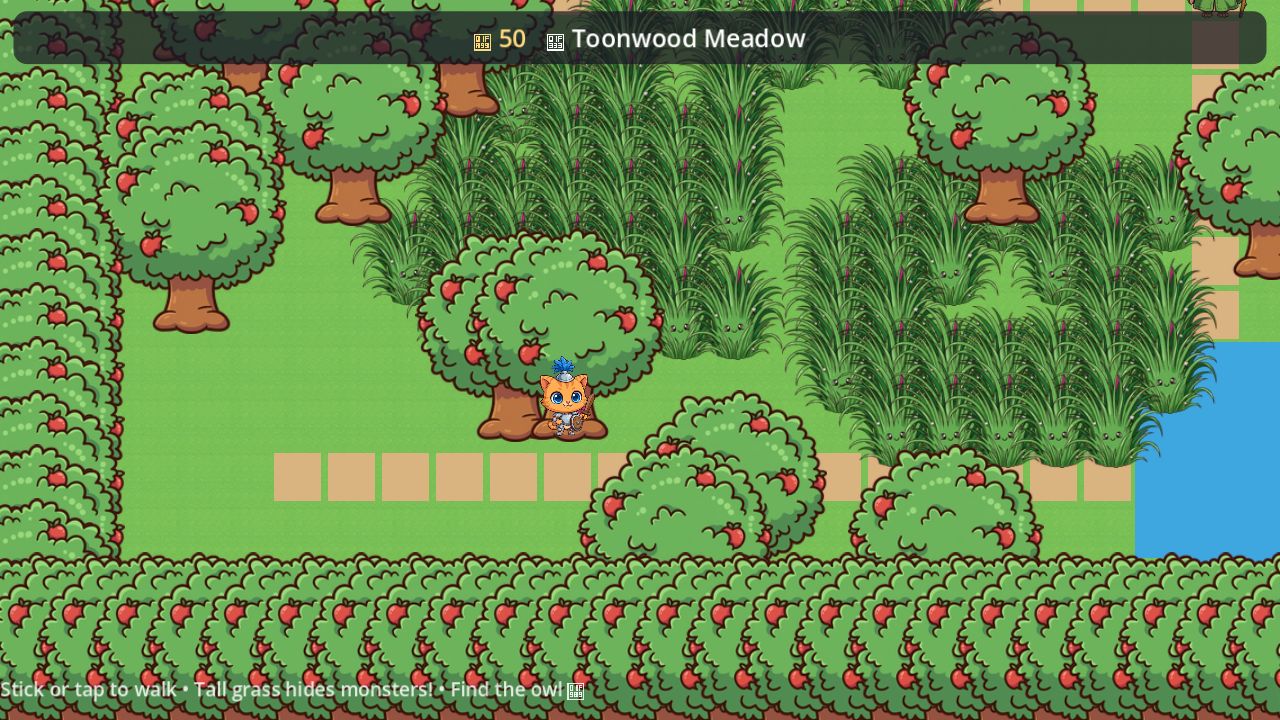 50 Toonwood Meadow
Stick or tap to walk • Tall grass hides monsters! • Find the owl